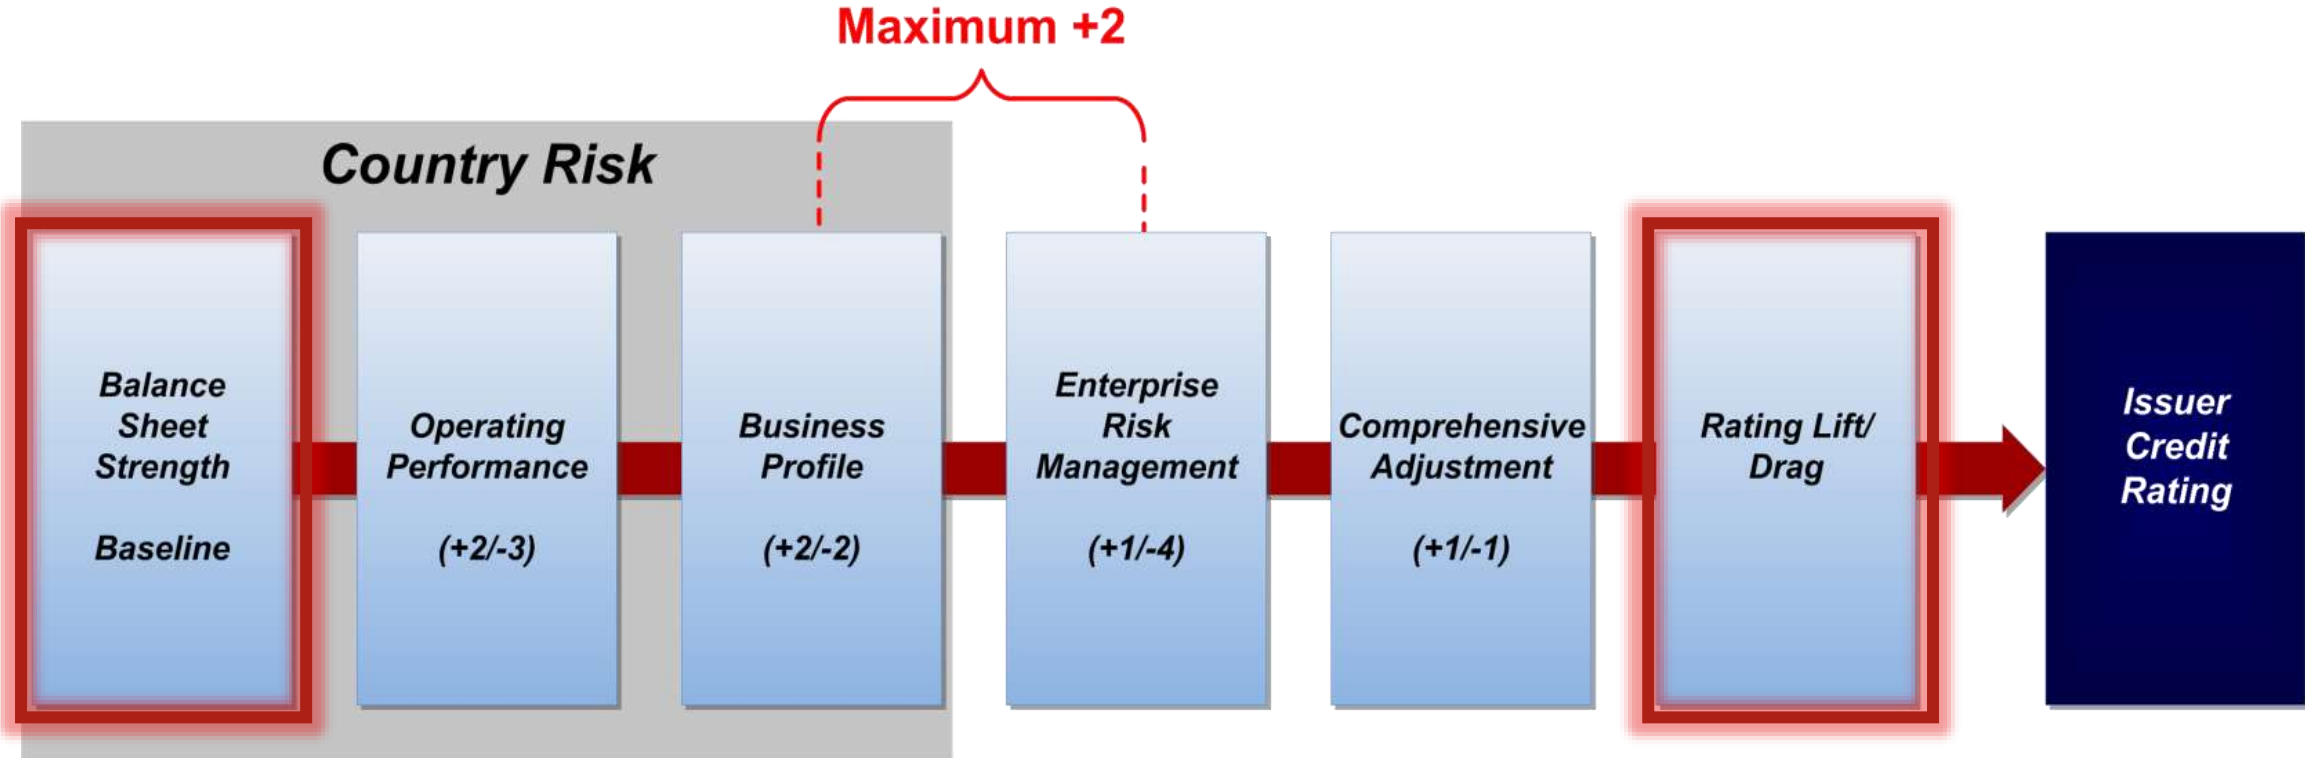 Maximum +2
Country Risk
Balance
Sheet
Strength
Baseline
Operating
Performance
(+2/-3)
Business
Profile
(+2/-2)
Enterprise
Risk
Management
(+1/-4)
Comprehensive
Adjustment
(+1/-1)
Rating Lift/
Drag
Issuer
Credit
Rating